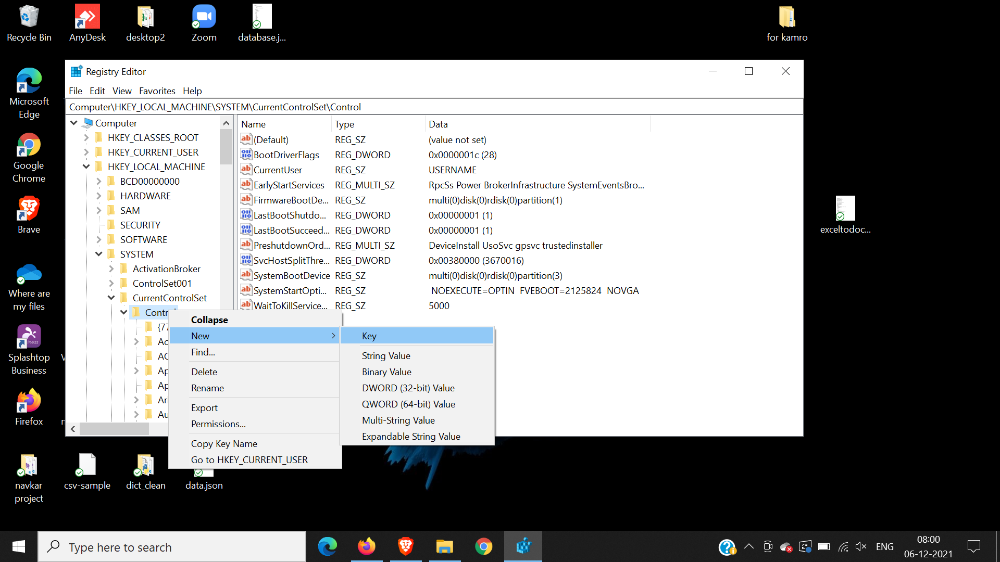 Recycle Bin
AnyDesk
desktop2
Zoom
database.j...
for kamro
Microsoft
Edge
Google
Chrome
Brave
Where are
my files
Splashtop
Business
Firefox
exceltodoc...
Registry Editor
File Edit View Favorites Help
Computer\HKEY_LOCAL_MACHINE\SYSTEM\CurrentControlSet\Control
Computer
HKEY_CLASSES_ROOT
HKEY_CURRENT_USER
HKEY_LOCAL_MACHINE
BCD00000000
HARDWARE
SAM
SECURITY
SOFTWARE
SYSTEM
ActivationBroker
ControlSet001
CurrentControlSet
Contro
{77
Ac
AC
Ap
Ap
Au
Name Type Data
(Default) REG_SZ (value not set)
BootDriverFlags REG_DWORD 0x0000001c (28)
CurrentUser REG_SZ USERNAME
EarlyStartServices REG_MULTI_SZ RpcSs Power BrokerInfrastructure SystemEventsBro...
FirmwareBootDe... REG_SZ multi(0)disk(0)rdisk(0)partition(1)
LastBootShutdo... REG_DWORD 0x00000001 (1)
LastBootSucceed... REG_DWORD 0x00000001 (1)
PreshutdownOrd... REG_MULTI_SZ DeviceInstall UsoSvc gpsvc trustedinstaller
SvcHostSplitThre... REG_DWORD 0x00380000 (3670016)
SystemBootDevice REG_SZ multi(0)disk(0)rdisk(0)partition(3)
SystemStartOpti... REG_SZ NOEXECUTE=OPTIN FVEBOOT=2125824 NOVGA
WaitToKillService... REG_SZ 5000
Collapse
New
Find...
Delete
Rename
Export
Permissions...
Copy Key Name
Go to HKEY_CURRENT_USER
Key
String Value
Binary Value
DWORD (32-bit) Value
QWORD (64-bit) Value
Multi-String Value
Expandable String Value
navkar
project
csv-sample
dict_clean
data.json
Type here to search
ENG
08:00
06-12-2021